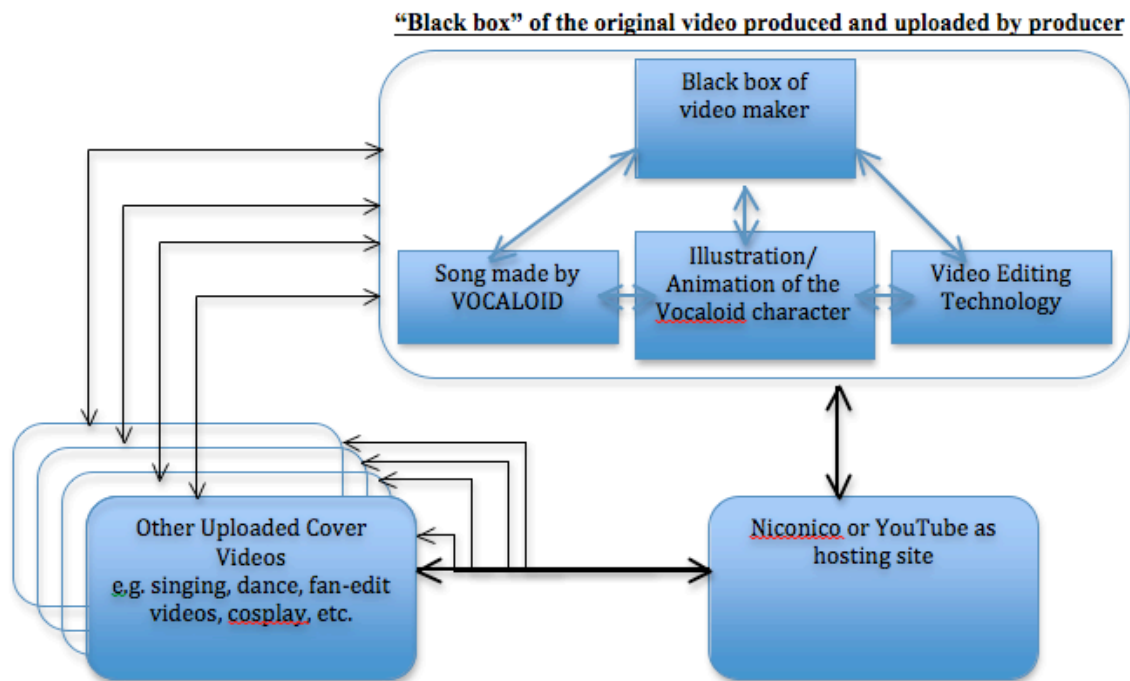 “Black box” of the original video produced and uploaded by producer
Black box of
video maker
Song made by
VOCALOID
Illustration/
Animation of the
Vocaloid character
Video Editing
Technology
Other Uploaded Cover
Videos
e.g. singing, dance, fan-edit
videos, cosplay, etc.
Niconico or YouTube as
hosting site